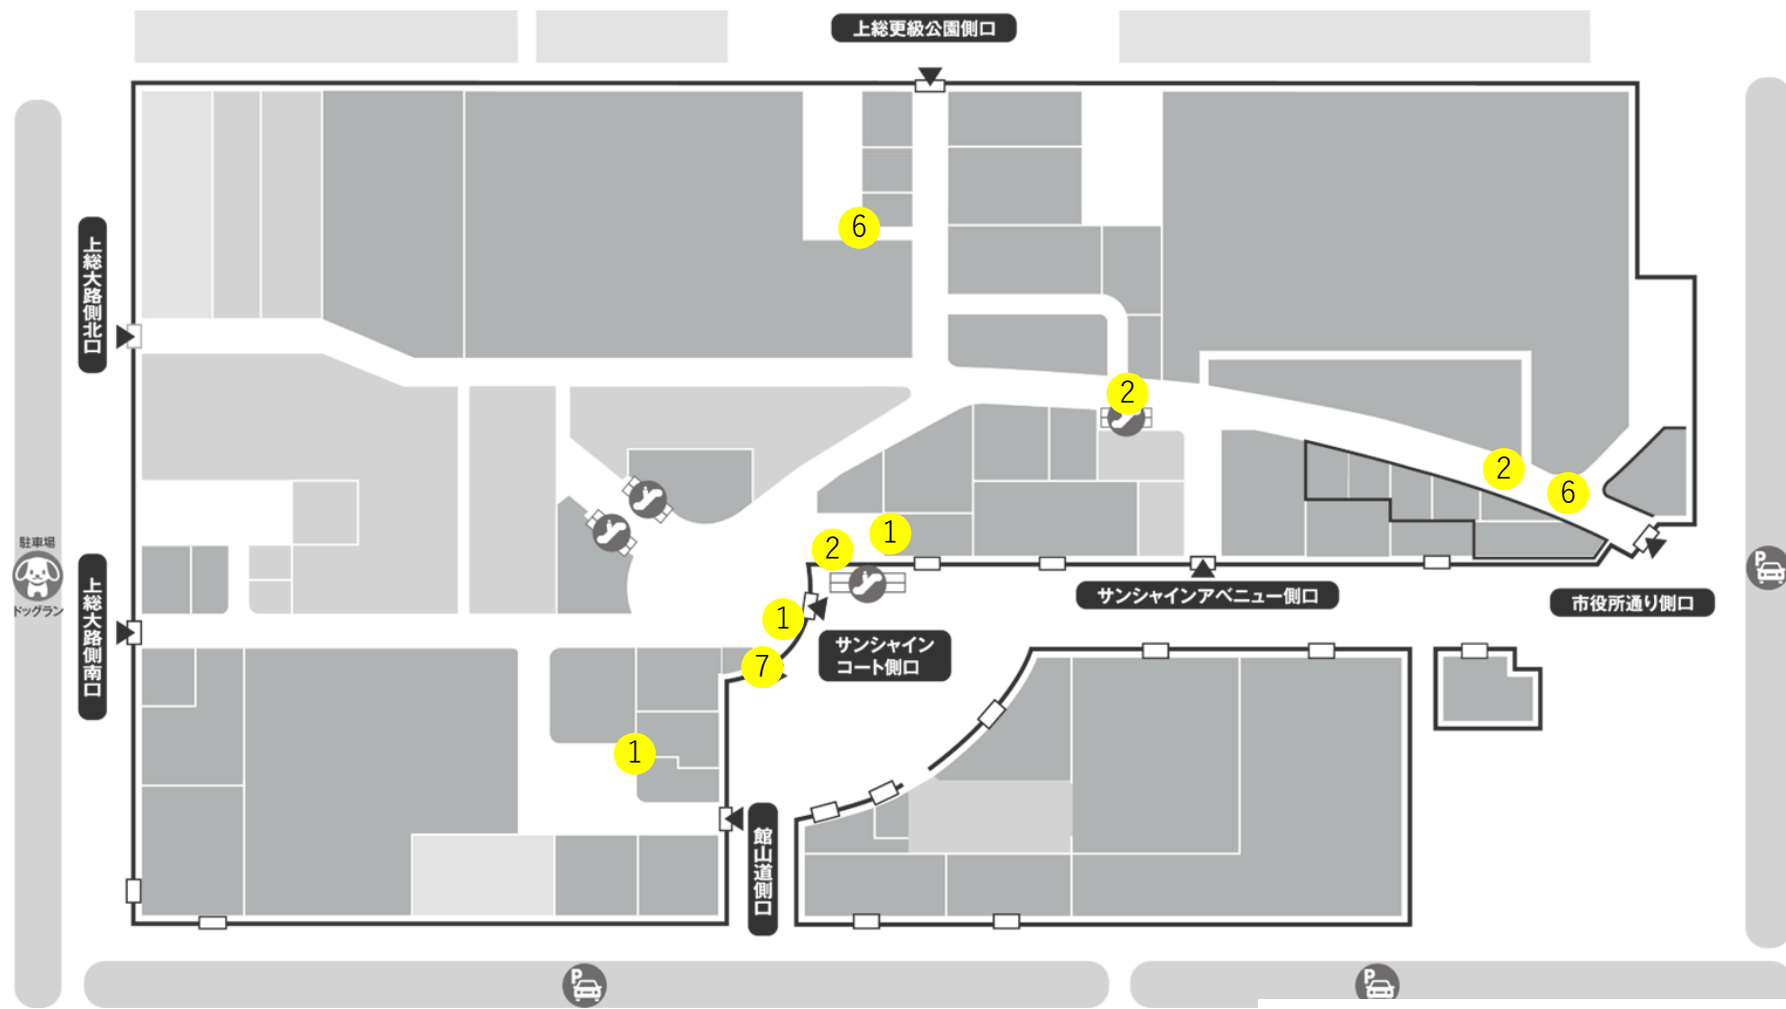 上総更級公園側口
6
上総大路側北口
2
2
6
1
2
駐車場
ドッグラン
上総大路側南口
サンシャインアベニュー側口
市役所通り側口
P
1
サンシャイン
コート側口
7
1
館山道側口
P
P